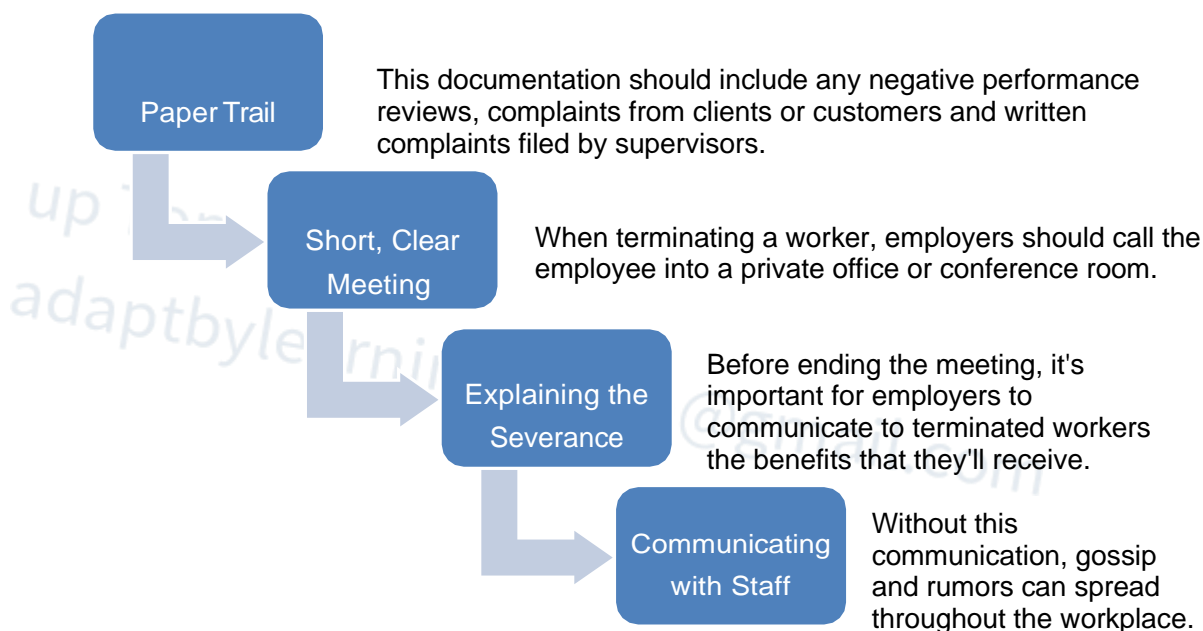 Paper Trail
This documentation should include any negative performance
reviews, complaints from clients or customers and written
complaints filed by supervisors.
Short, Clear
Meeting
When terminating a worker, employers should call the
employee into a private office or conference room.
Explaining the
Severance
Before ending the meeting, it's
important for employers to
communicate to terminated workers
the benefits that they'll receive.
Communicating
with Staff
Without this
communication, gossip
and rumors can spread
throughout the workplace.
up
@gmail.com